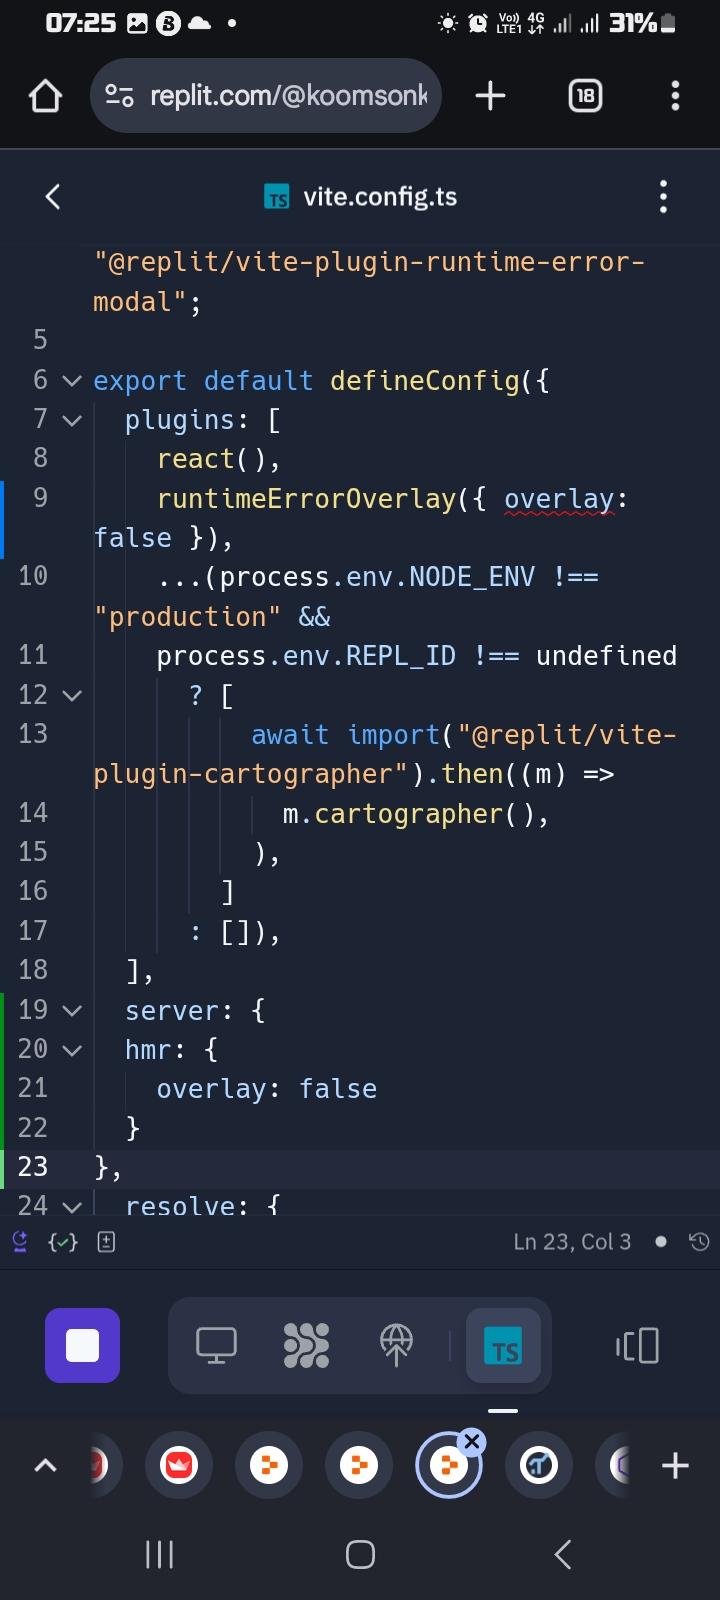 07:25
Vo)) 4G
LTE1
31%
replit.com/@koomsonk
18
TS vite.config.ts
"@replit/vite-plugin-runtime-error-
modal";
5
6 export default defineConfig({
7 plugins: [
8 react(),
9 runtimeErrorOverlay({ overlay:
false }),
10 ...(process.env.NODE_ENV !==
"production" &&
11 process.env.REPL_ID !== undefined
12 ? [
13 await import("@replit/vite-
plugin-cartographer").then((m) =>
14 m.cartographer(),
15 ),
16 ]
17 : []),
18 ],
19 server: {
20 hmr: {
21 overlay: false
22 }
23 },
24 resolve: {
Ln 23, Col 3
TS